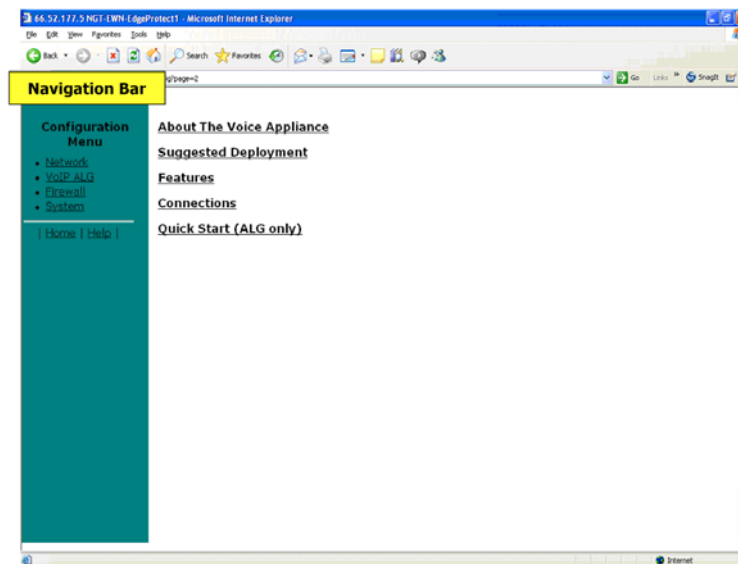 66.52.177.5 NGT-EWN-EdgeProtect1 - Microsoft Internet Explorer
File Edit View Favorites Tools Help
Back Search Favorites
Go Links SnagIt
Navigation Bar
?page=2
Configuration
Menu
Network
VoIP ALG
Firewall
System
| Home | Help |
About The Voice Appliance
Suggested Deployment
Features
Connections
Quick Start (ALG only)
Internet